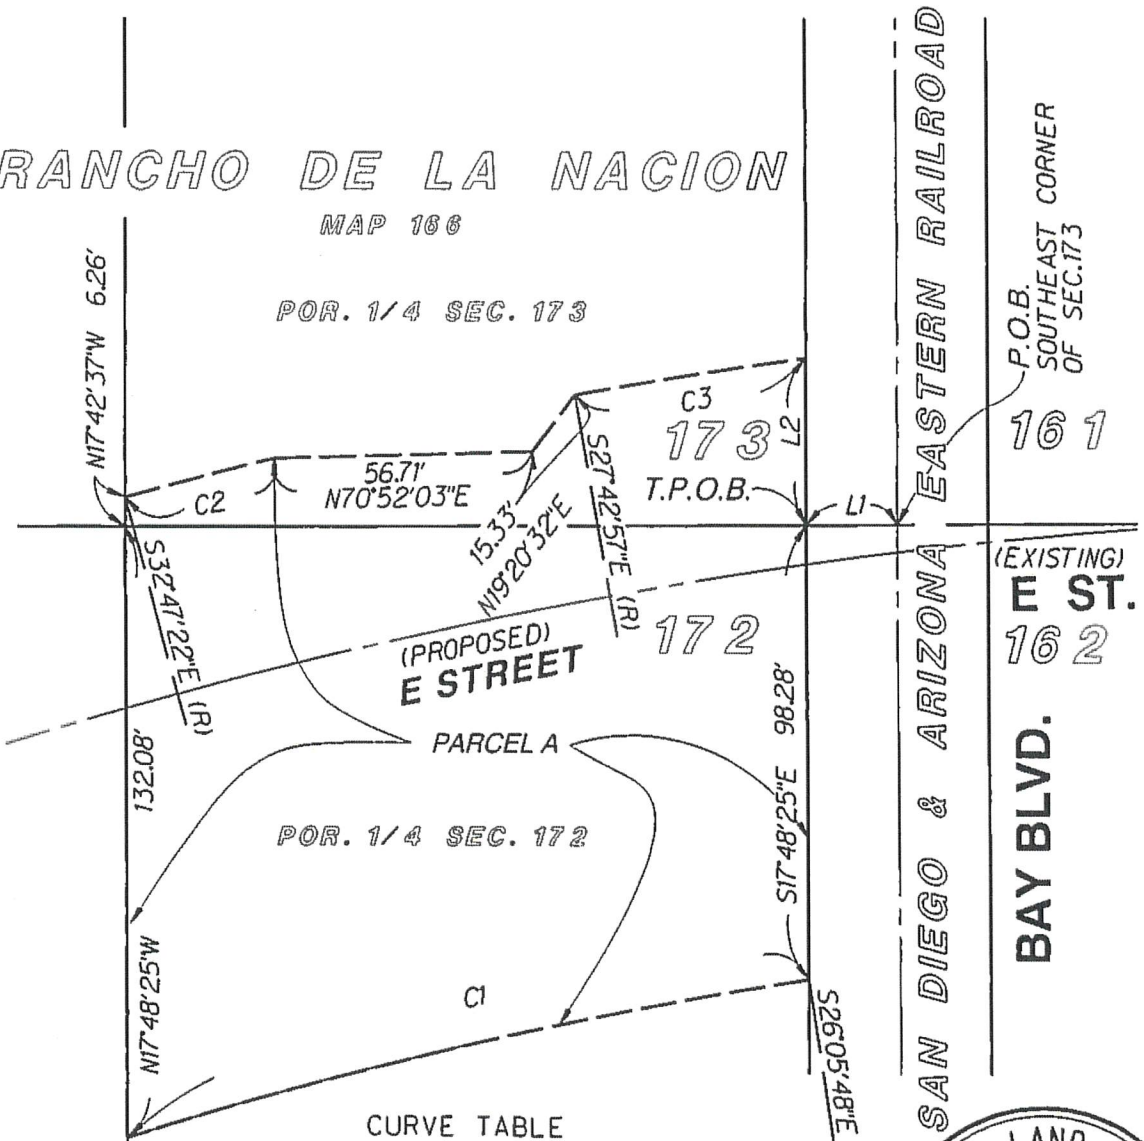 RANCHO DE LA NACION
MAP 166
POR. 1/4 SEC. 173
N17°42'37"W 6.26'
C2
56.71'
N70°52'03"E
15.33'
N19°20'32"E
C3
S27°42'57"E (R)
173
L2
T.P.O.B.
L1
P.O.B.
SOUTHEAST CORNER
OF SEC.173
161
SAN DIEGO & ARIZONA EASTERN RAILROAD
(EXISTING)
E ST.
162
S32°47'22"E (R)
(PROPOSED)
E STREET
172
PARCEL A
132.08'
S17°48'25"E 98.28'
POR. 1/4 SEC. 172
BAY BLVD.
N17°48'25"W
C1
S26°05'48"E
CURVE TABLE
LAND